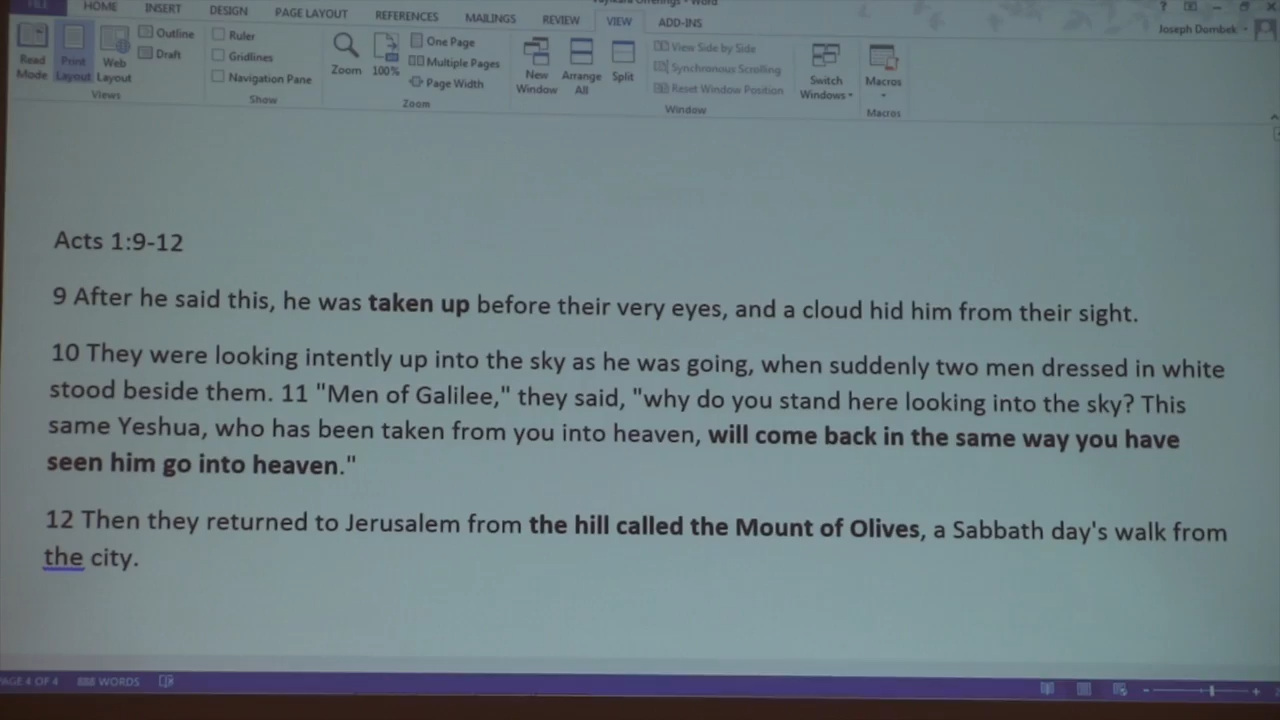 FILE HOME INSERT DESIGN PAGE LAYOUT REFERENCES MAILINGS REVIEW VIEW ADD-INS
Joseph Dombek
Read Mode
Print Layout
Web Layout
Outline
Draft
Views
Ruler
Gridlines
Navigation Pane
Show
Zoom
100%
One Page
Multiple Pages
Page Width
Zoom
New Window
Arrange All
Split
View Side by Side
Synchronous Scrolling
Reset Window Position
Window
Switch Windows
Macros
Macros
Acts 1:9-12
9 After he said this, he was taken up before their very eyes, and a cloud hid him from their sight.
10 They were looking intently up into the sky as he was going, when suddenly two men dressed in white
stood beside them. 11 "Men of Galilee," they said, "why do you stand here looking into the sky? This
same Yeshua, who has been taken from you into heaven, will come back in the same way you have
seen him go into heaven."
12 Then they returned to Jerusalem from the hill called the Mount of Olives, a Sabbath day's walk from
the city.
PAGE 4 OF 4 888 WORDS